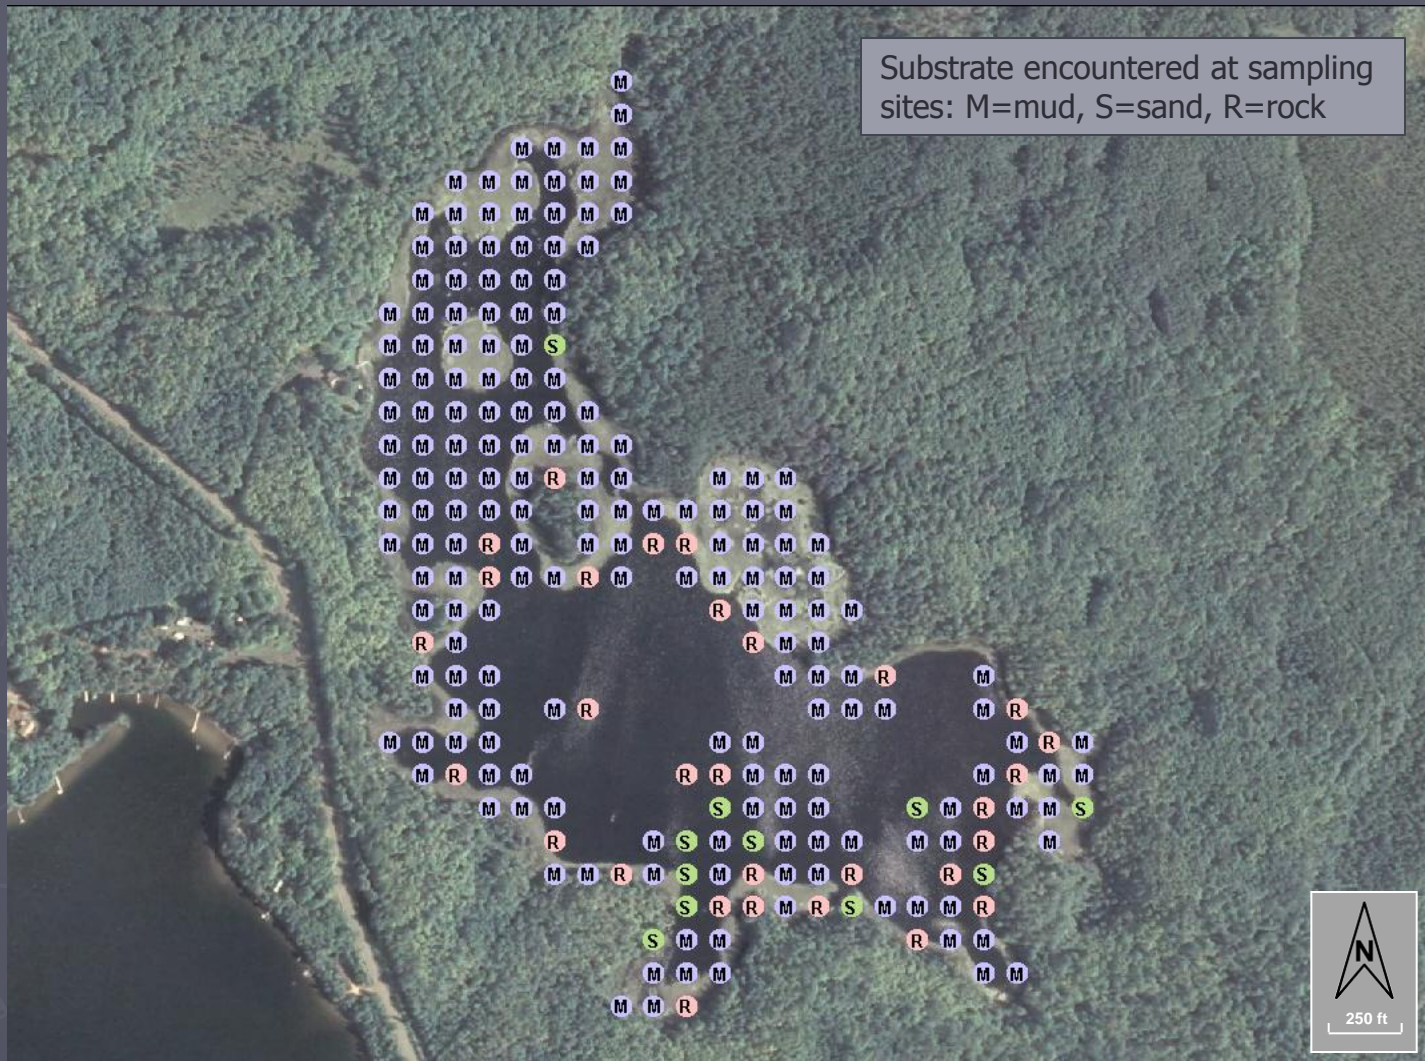 Substrate encountered at sampling
sites: M=mud, S=sand, R=rock
M
M
M M M M
M M M M M M
M M M M M M M
M M M M M M
M M M M M
M M M M M M
M M M M M S
M M M M M M
M M M M M M M
M M M M M M M M
M M M M M R M M M M M
M M M M M M M M M M M M
M M M R M M M R R M M M M
M M R M M R M M M M M M
M M M R M M M M
R M R M M
M M M M M M R M
M M M R M M M M R
M M M M M M M R M
M R M M R R M M M M R M M
M M M S M M M S M R M M S
R M S M S M M M M M R M
M M R M S M R M M R R S
S R R M R S M M M R
S M M R M M
M M M M M
M M R
N
250 ft